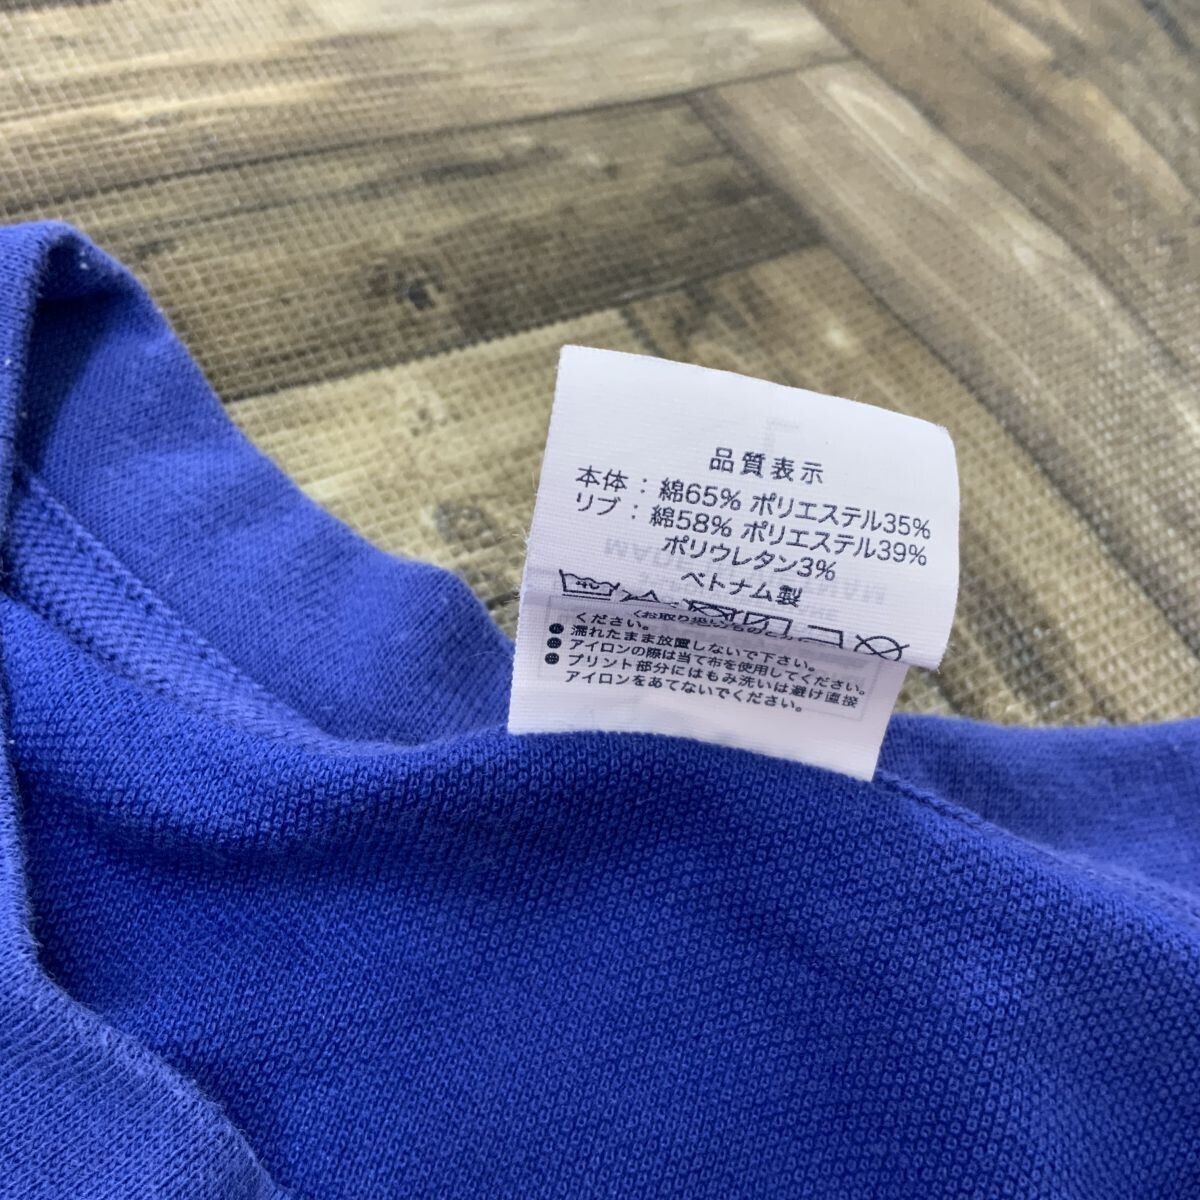 品質表示
本体：綿65% ポリエステル35%
リブ：綿58% ポリエステル39%
ポリウレタン3%
ベトナム製
ください。
● 濡れたまま放置しないで下さい。
● アイロンの際は当て布を使用してください。
● プリント部分にはもみ洗いは避け直接
アイロンをあてないでください。